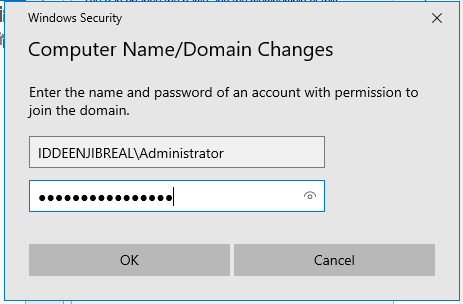 Windows Security
Computer Name/Domain Changes
Enter the name and password of an account with permission to
join the domain.
IDDEENJIBREAL\Administrator
●●●●●●●●●●●●●●●●
OK
Cancel